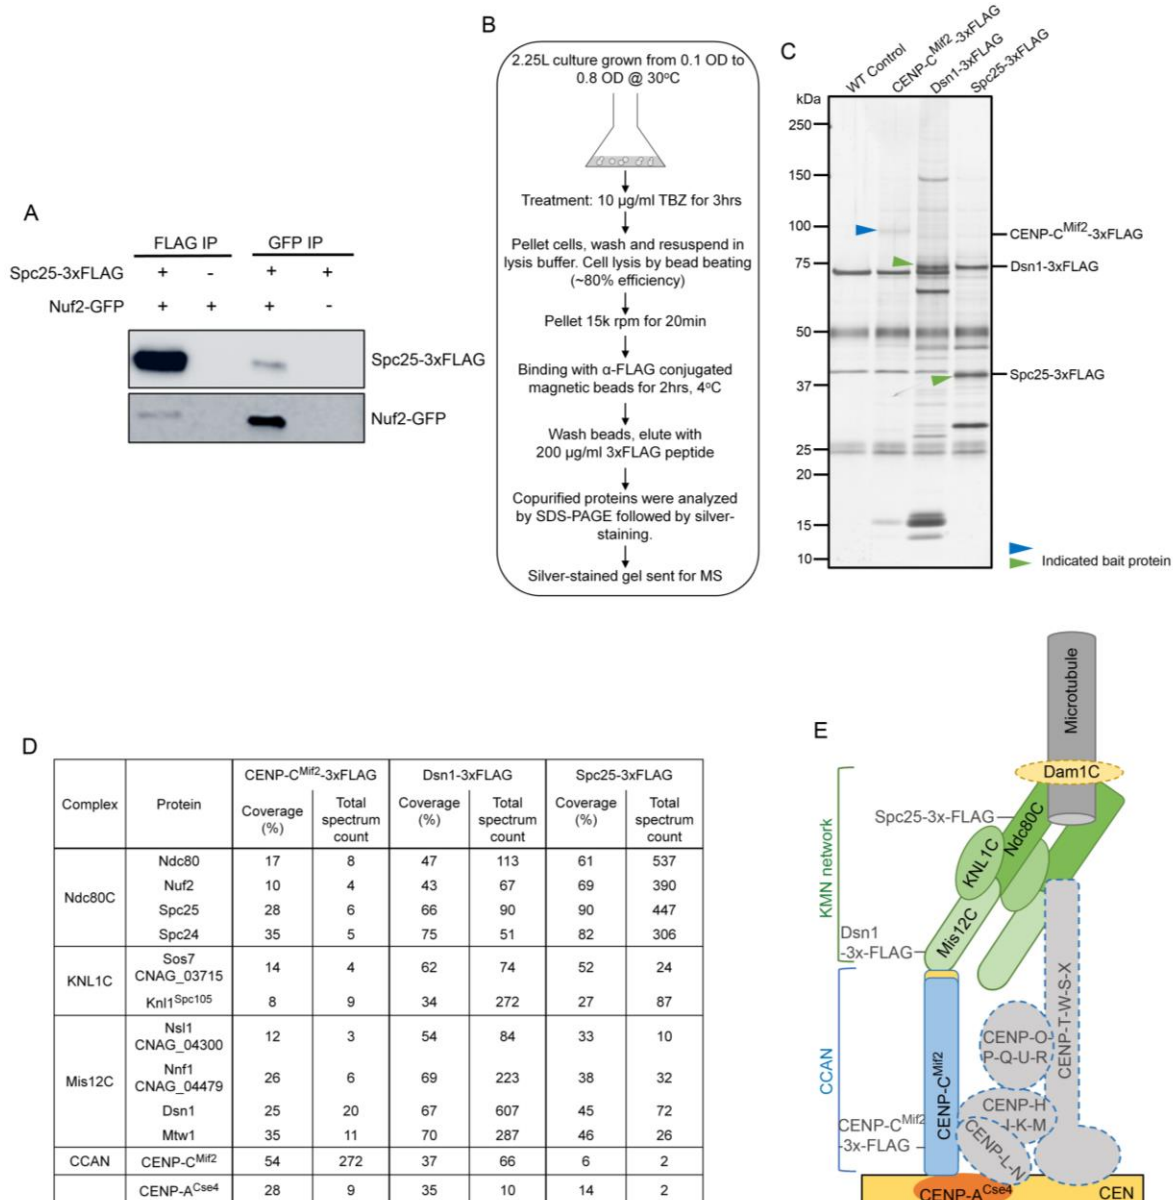 A
FLAG IP GFP IP
Spc25-3xFLAG + - + +
Nuf2-GFP + + + -
Spc25-3xFLAG
Nuf2-GFP
B
2.25L culture grown from 0.1 OD to
0.8 OD @ 30°C
Treatment: 10 µg/ml TBZ for 3hrs
Pellet cells, wash and resuspend in
lysis buffer. Cell lysis by bead beating
(~80% efficiency)
Pellet 15k rpm for 20min
Binding with α-FLAG conjugated
magnetic beads for 2hrs, 4°C
Wash beads, elute with
200 µg/ml 3xFLAG peptide
Copurified proteins were analyzed
by SDS-PAGE followed by silver-
staining.
Silver-stained gel sent for MS
C
WT Control
CENP-C^Mif2-3xFLAG
Dsn1-3xFLAG
Spc25-3xFLAG
kDa
250
150
100
75
50
37
25
20
15
10
CENP-C^Mif2-3xFLAG
Dsn1-3xFLAG
Spc25-3xFLAG
Indicated bait protein
D
CENP-C^Mif2-3xFLAG Dsn1-3xFLAG Spc25-3xFLAG
Complex Protein Coverage (%) Total spectrum count Coverage (%) Total spectrum count Coverage (%) Total spectrum count
Ndc80C
Ndc80 17 8 47 113 61 537
Nuf2 10 4 43 67 69 390
Spc25 28 6 66 90 90 447
Spc24 35 5 75 51 82 306
KNL1C
Sos7
CNAG_03715 14 4 62 74 52 24
Knl1^Spc105 8 9 34 272 27 87
Mis12C
Nsl1
CNAG_04300 12 3 54 84 33 10
Nnf1
CNAG_04479 26 6 69 223 38 32
Dsn1 25 20 67 607 45 72
Mtw1 35 11 70 287 46 26
CCAN CENP-C^Mif2 54 272 37 66 6 2
CENP-A^Cse4 28 9 35 10 14 2
E
Microtubule
Dam1C
Spc25-3x-FLAG
Ndc80C
KNL1C
KMN network
Mis12C
Dsn1
-3x-FLAG
CCAN
CENP-C^Mif2
CENP-O-
P-Q-U-R
CENP-T-W-S-X
CENP-H
-I-K-M
CENP-L-N
CENP-C^Mif2
-3x-FLAG
CENP-A^Cse4
CEN